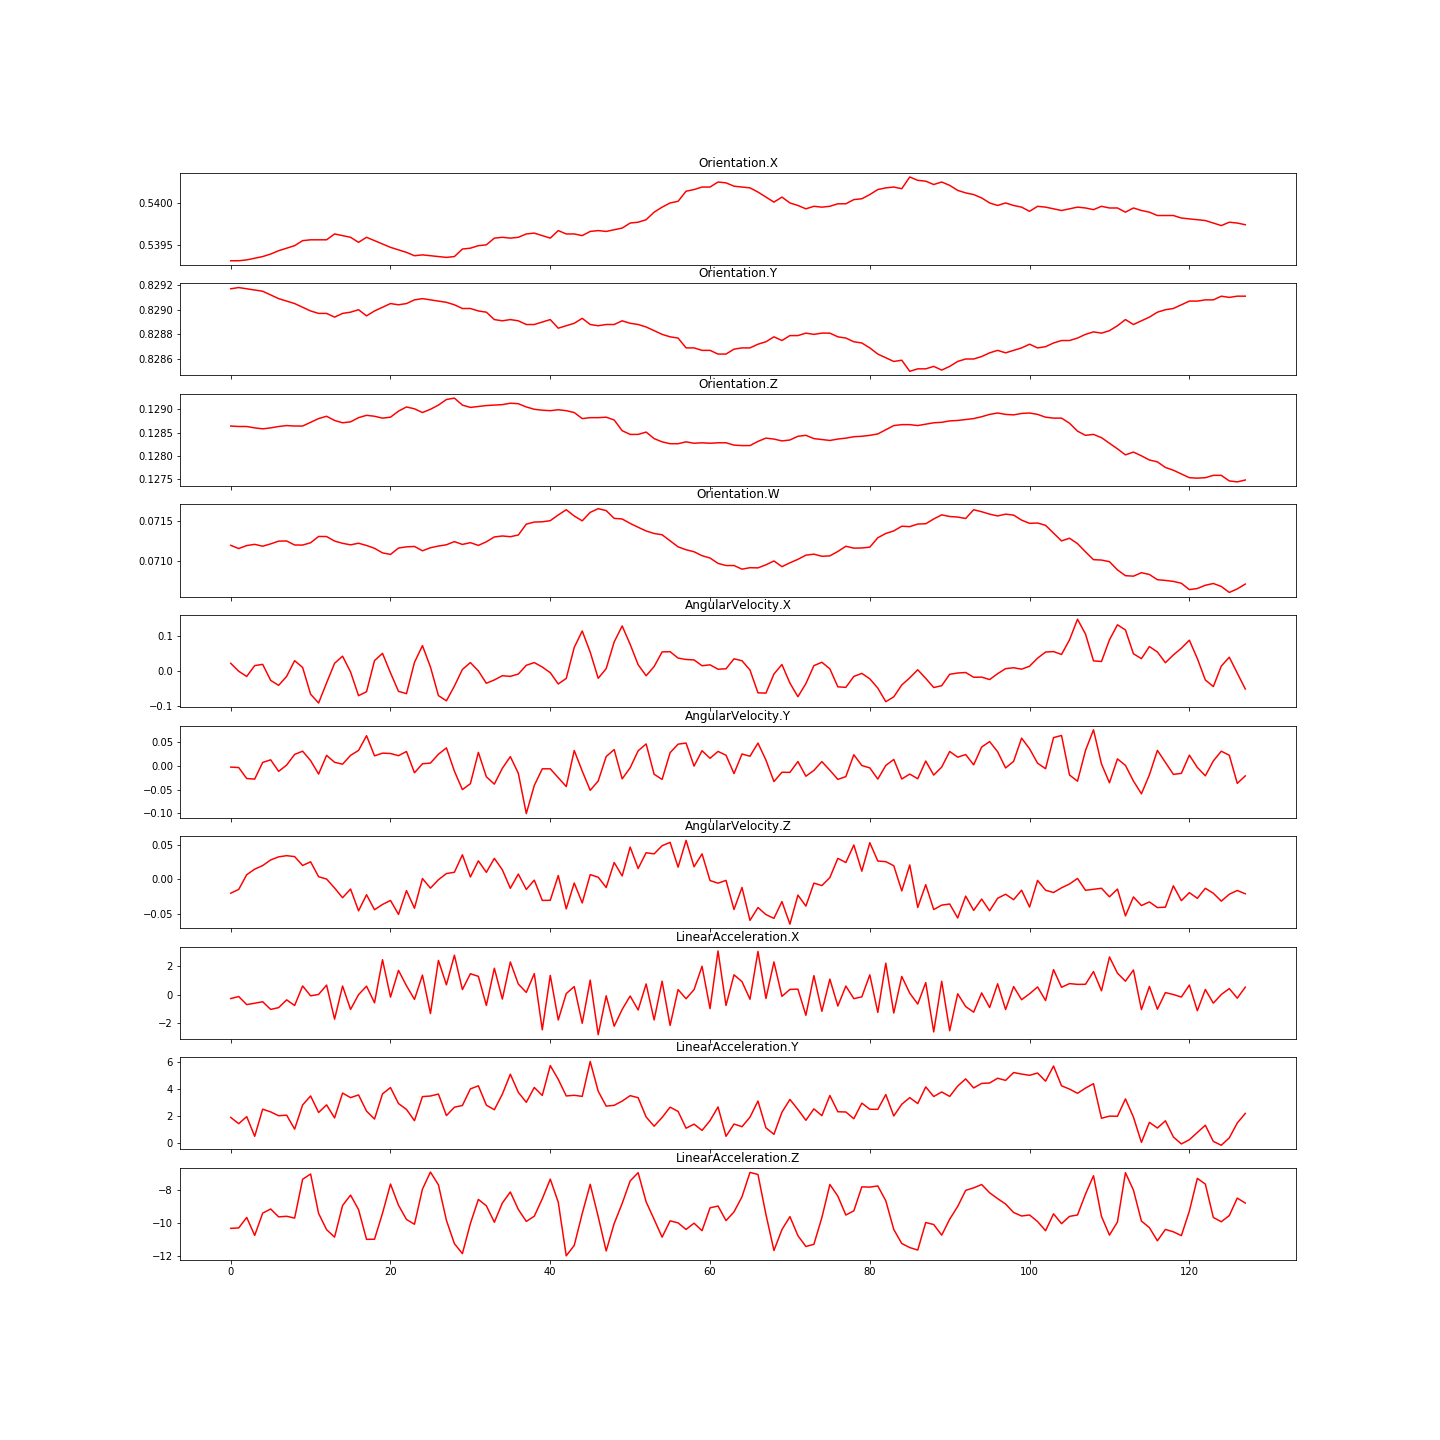 Orientation.X
0.5400
0.5395
Orientation.Y
0.8292
0.8290
0.8288
0.8286
Orientation.Z
0.1290
0.1285
0.1280
0.1275
Orientation.W
0.0715
0.0710
AngularVelocity.X
0.1
0.0
−0.1
AngularVelocity.Y
0.05
0.00
−0.05
−0.10
AngularVelocity.Z
0.05
0.00
−0.05
LinearAcceleration.X
2
0
−2
LinearAcceleration.Y
6
4
2
0
LinearAcceleration.Z
−8
−10
−12
0 20 40 60 80 100 120